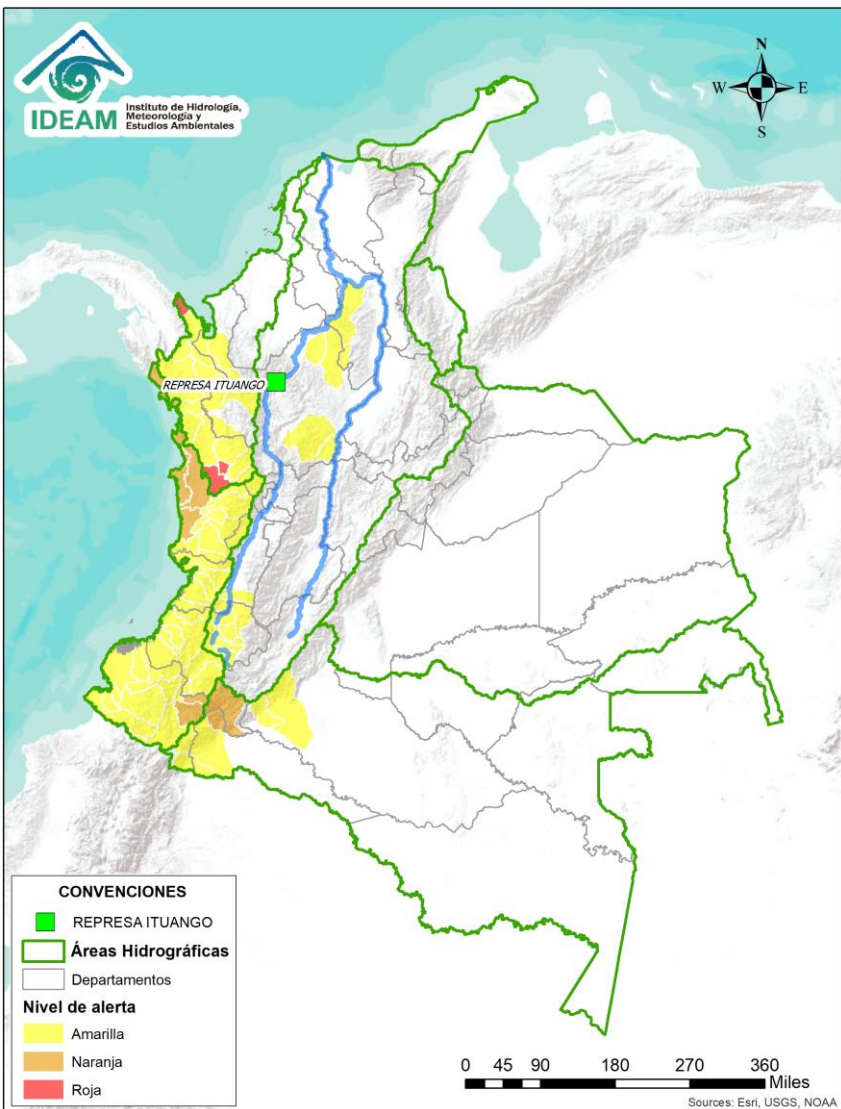 IDEAM
Instituto de Hidrología,
Meteorología y
Estudios Ambientales
N
W
E
S
REPRESA ITUANGO
CONVENCIONES
REPRESA ITUANGO
Áreas Hidrográficas
Departamentos
Nivel de alerta
Amarilla
Naranja
Roja
0 45 90 180 270 360
Miles
Sources: Esri, USGS, NOAA